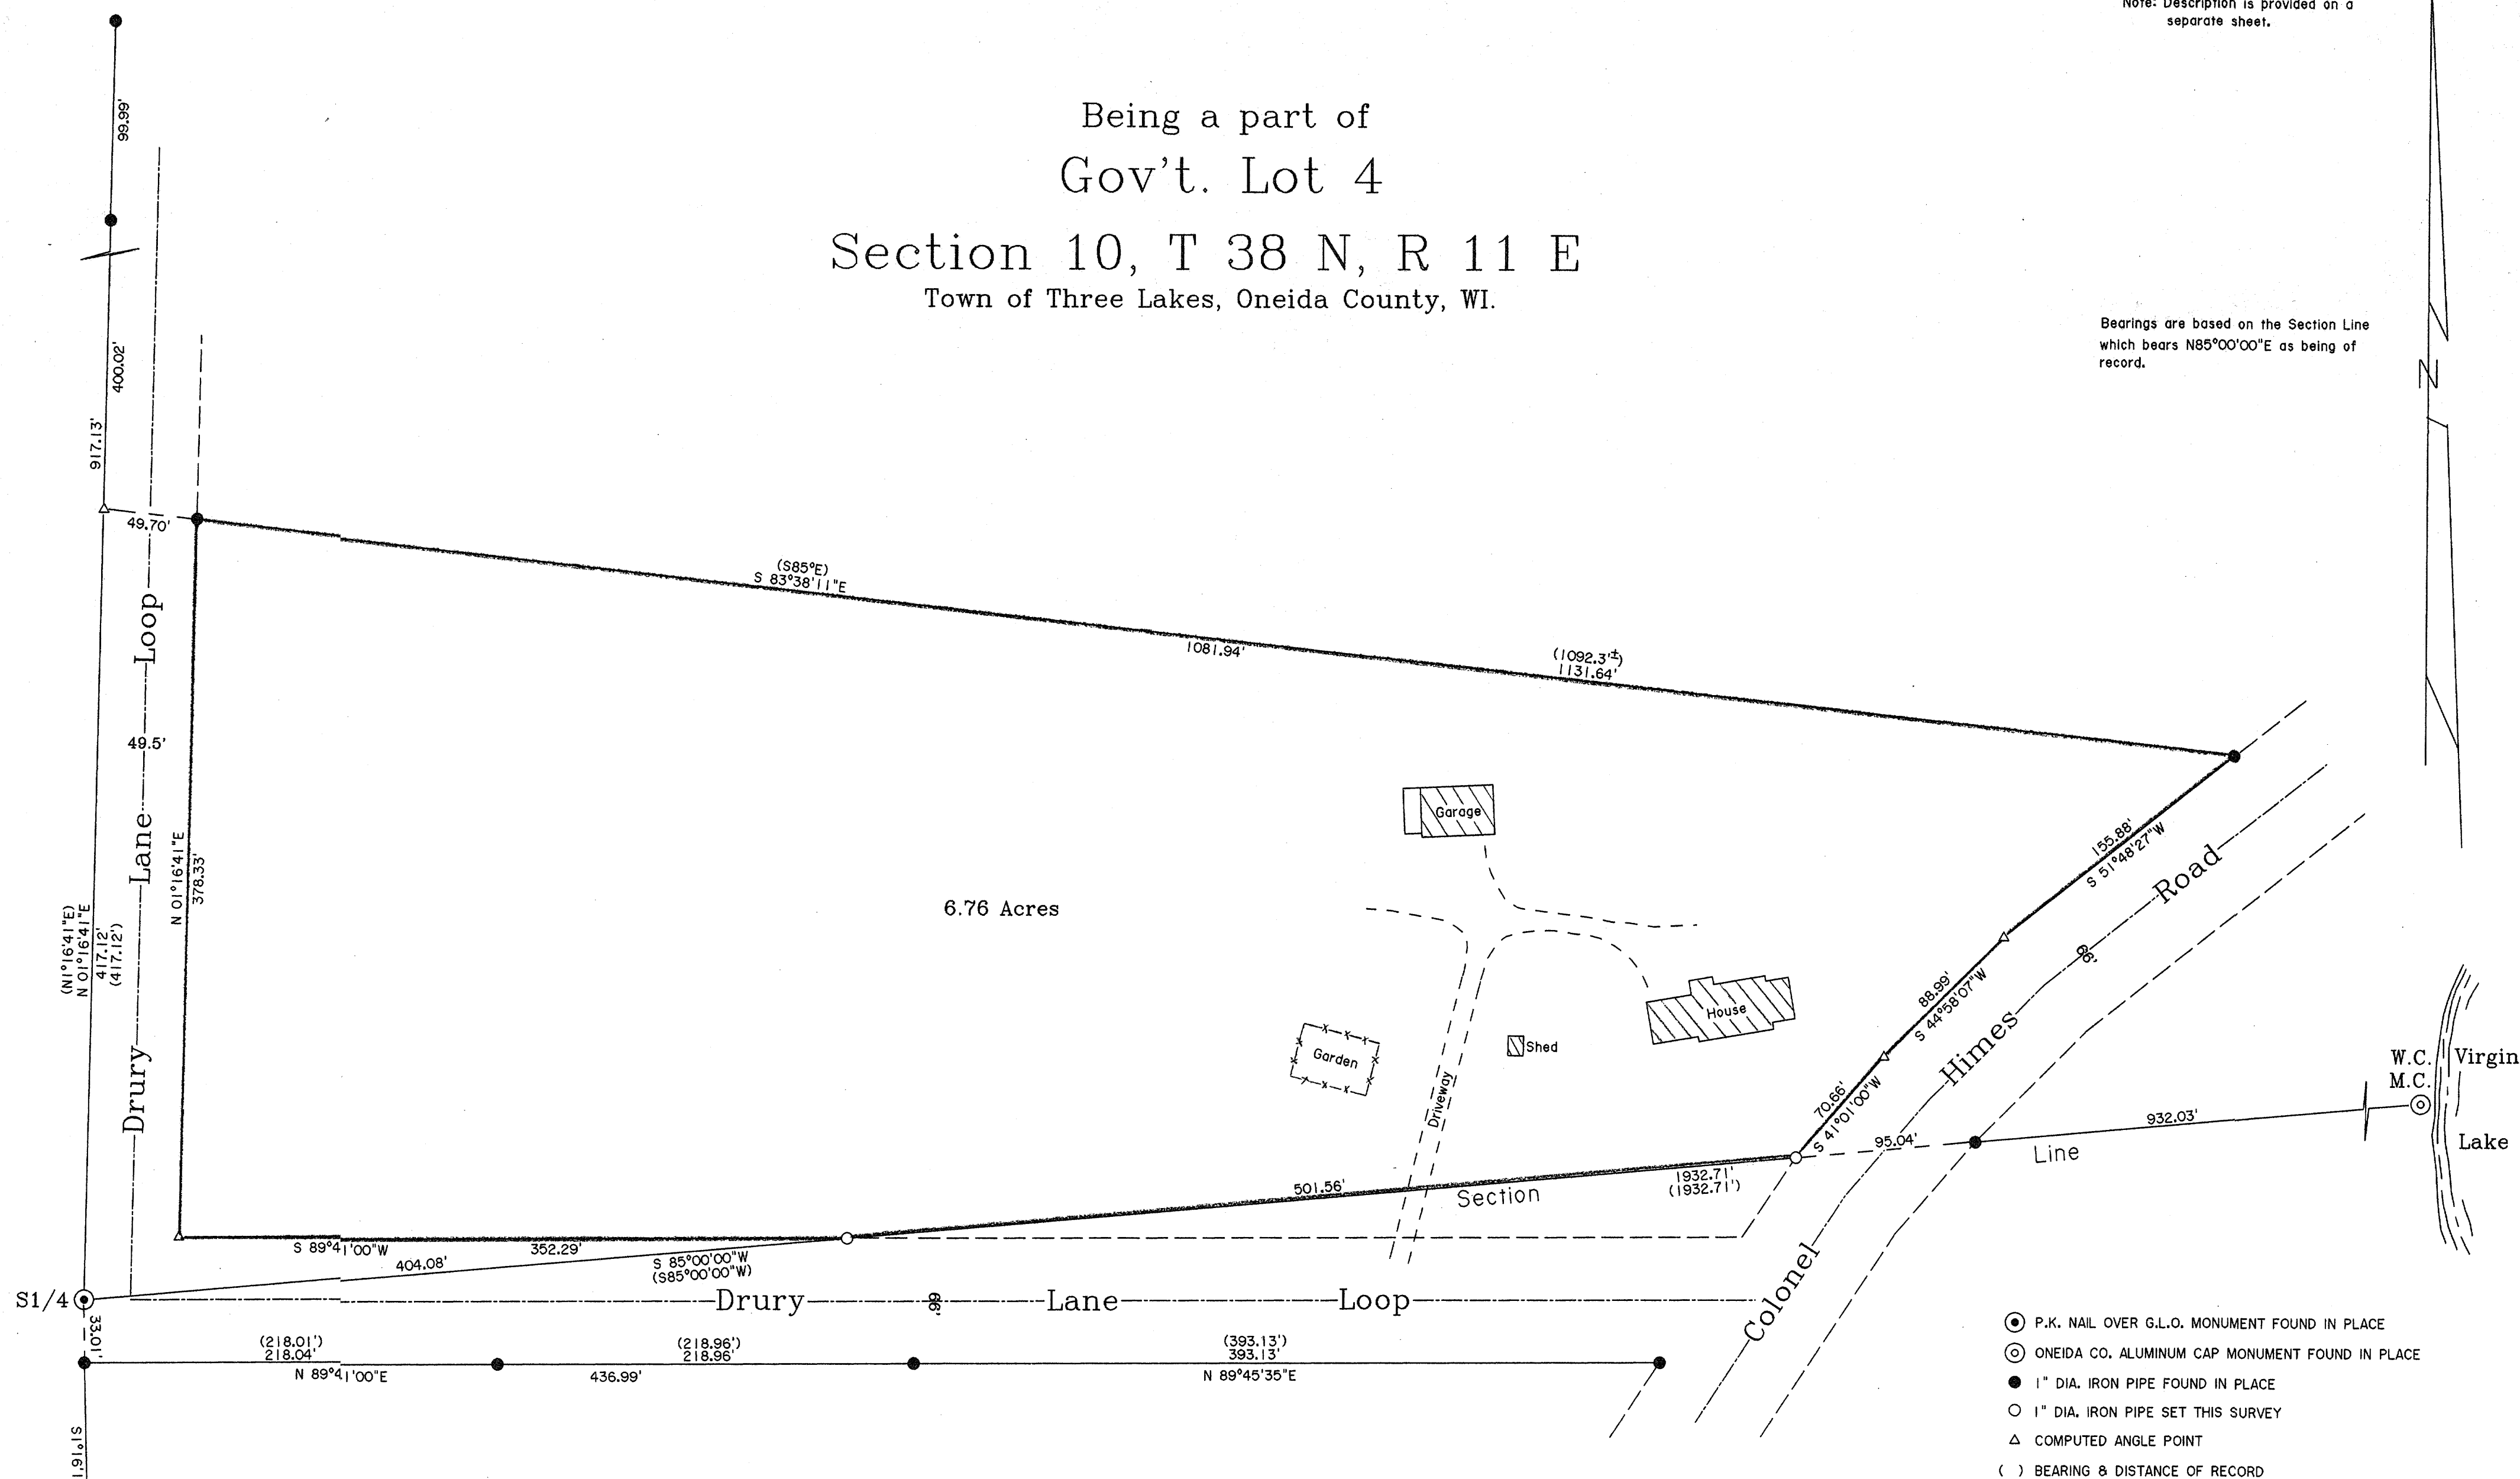 Note: Description is provided on a
separate sheet.
Being a part of
Gov't. Lot 4
Section 10, T 38 N, R 11 E
Town of Three Lakes, Oneida County, WI.
Bearings are based on the Section Line
which bears N85°00'00"E as being of
record.
N
99.99'
400.02'
917.13'
49.70'
(S85°E)
S 83°38'11"E
1081.94'
(1092.3'±)
1131.64'
49.5'
Drury Lane Loop
(N1°16'41"E)
N 01°16'41"E
417.12'
(417.12')
N 01°16'41"E
378.33'
6.76 Acres
Garage
House
Shed
Garden
Driveway
155.88'
S 51°48'27"W
88.99'
S 44°58'07"W
70.66'
S 41°01'00"W
Colonel Himes Road
66'
W.C.
M.C.
Virgin
Lake
932.03'
95.04'
Section Line
1932.71'
(1932.71')
501.56'
S 89°41'00"W
352.29'
404.08'
S 85°00'00"W
(S85°00'00"W)
S1/4
Drury Lane Loop
66'
33.01'
(218.01')
218.04'
(218.96')
218.96'
(393.13')
393.13'
N 89°41'00"E
436.99'
N 89°45'35"E
S1°16'1
P.K. NAIL OVER G.L.O. MONUMENT FOUND IN PLACE
ONEIDA CO. ALUMINUM CAP MONUMENT FOUND IN PLACE
1" DIA. IRON PIPE FOUND IN PLACE
1" DIA. IRON PIPE SET THIS SURVEY
COMPUTED ANGLE POINT
( ) BEARING & DISTANCE OF RECORD